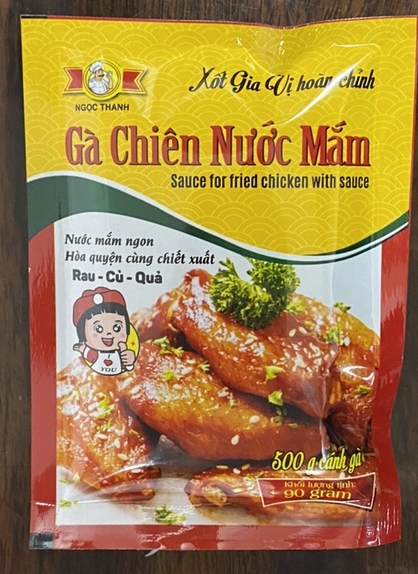 NGỌC THANH
Xốt Gia Vị hoàn chỉnh
Gà Chiên Nước Mắm
Sauce for fried chicken with sauce
Nước mắm ngon
Hòa quyện cùng chiết xuất
Rau - Củ - Quả
I
YOU
500 g cánh gà
Khối lượng tịnh:
90 gram